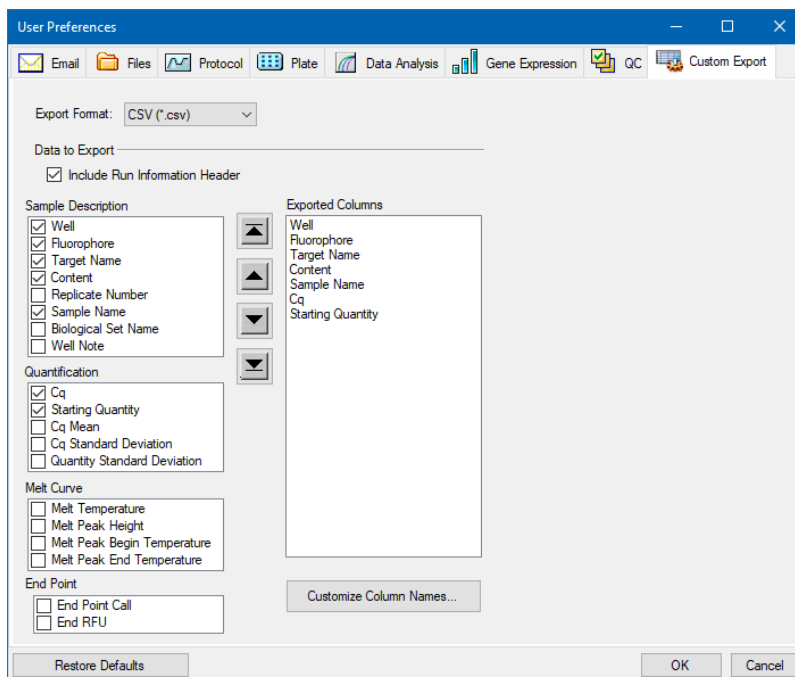 User Preferences
Email Files Protocol Plate Data Analysis Gene Expression QC Custom Export
Export Format: CSV (*.csv)
Data to Export
Include Run Information Header
Sample Description
Well
Fluorophore
Target Name
Content
Replicate Number
Sample Name
Biological Set Name
Well Note
Quantification
Cq
Starting Quantity
Cq Mean
Cq Standard Deviation
Quantity Standard Deviation
Melt Curve
Melt Temperature
Melt Peak Height
Melt Peak Begin Temperature
Melt Peak End Temperature
End Point
End Point Call
End RFU
Exported Columns
Well
Fluorophore
Target Name
Content
Sample Name
Cq
Starting Quantity
Customize Column Names...
Restore Defaults OK Cancel